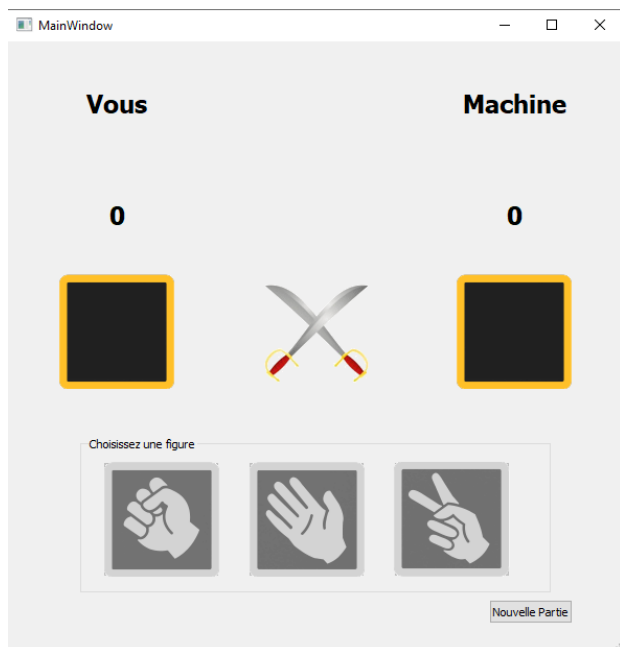 MainWindow
Vous
Machine
0
0
Choisissez une figure
Nouvelle Partie